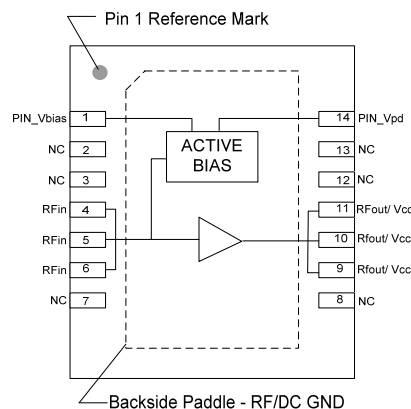 Pin 1 Reference Mark
PIN_Vbias 1
14 PIN_Vpd
NC 2
13 NC
NC 3
12 NC
ACTIVE
BIAS
RFin 4
11 RFout/ Vcc
RFin 5
10 Rfout/ Vcc
RFin 6
9 Rfout/ Vcc
NC 7
8 NC
Backside Paddle - RF/DC GND